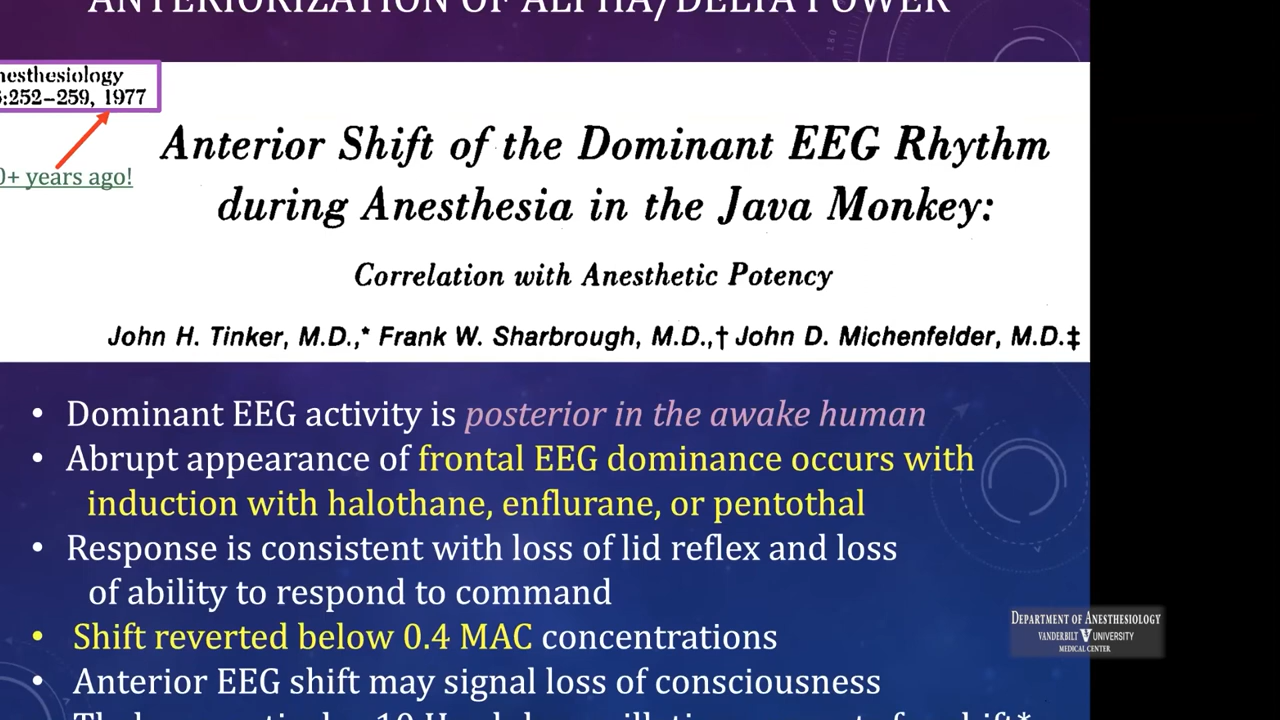 ANTERIORIZATION OF ALPHA/DELTA POWER
nesthesiology
:252–259, 1977
0+ years ago!
Anterior Shift of the Dominant EEG Rhythm
during Anesthesia in the Java Monkey:
Correlation with Anesthetic Potency
John H. Tinker, M.D.,* Frank W. Sharbrough, M.D.,† John D. Michenfelder, M.D.‡
• Dominant EEG activity is posterior in the awake human
• Abrupt appearance of frontal EEG dominance occurs with
induction with halothane, enflurane, or pentothal
• Response is consistent with loss of lid reflex and loss
of ability to respond to command
• Shift reverted below 0.4 MAC concentrations
• Anterior EEG shift may signal loss of consciousness
DEPARTMENT OF ANESTHESIOLOGY
VANDERBILT UNIVERSITY
MEDICAL CENTER